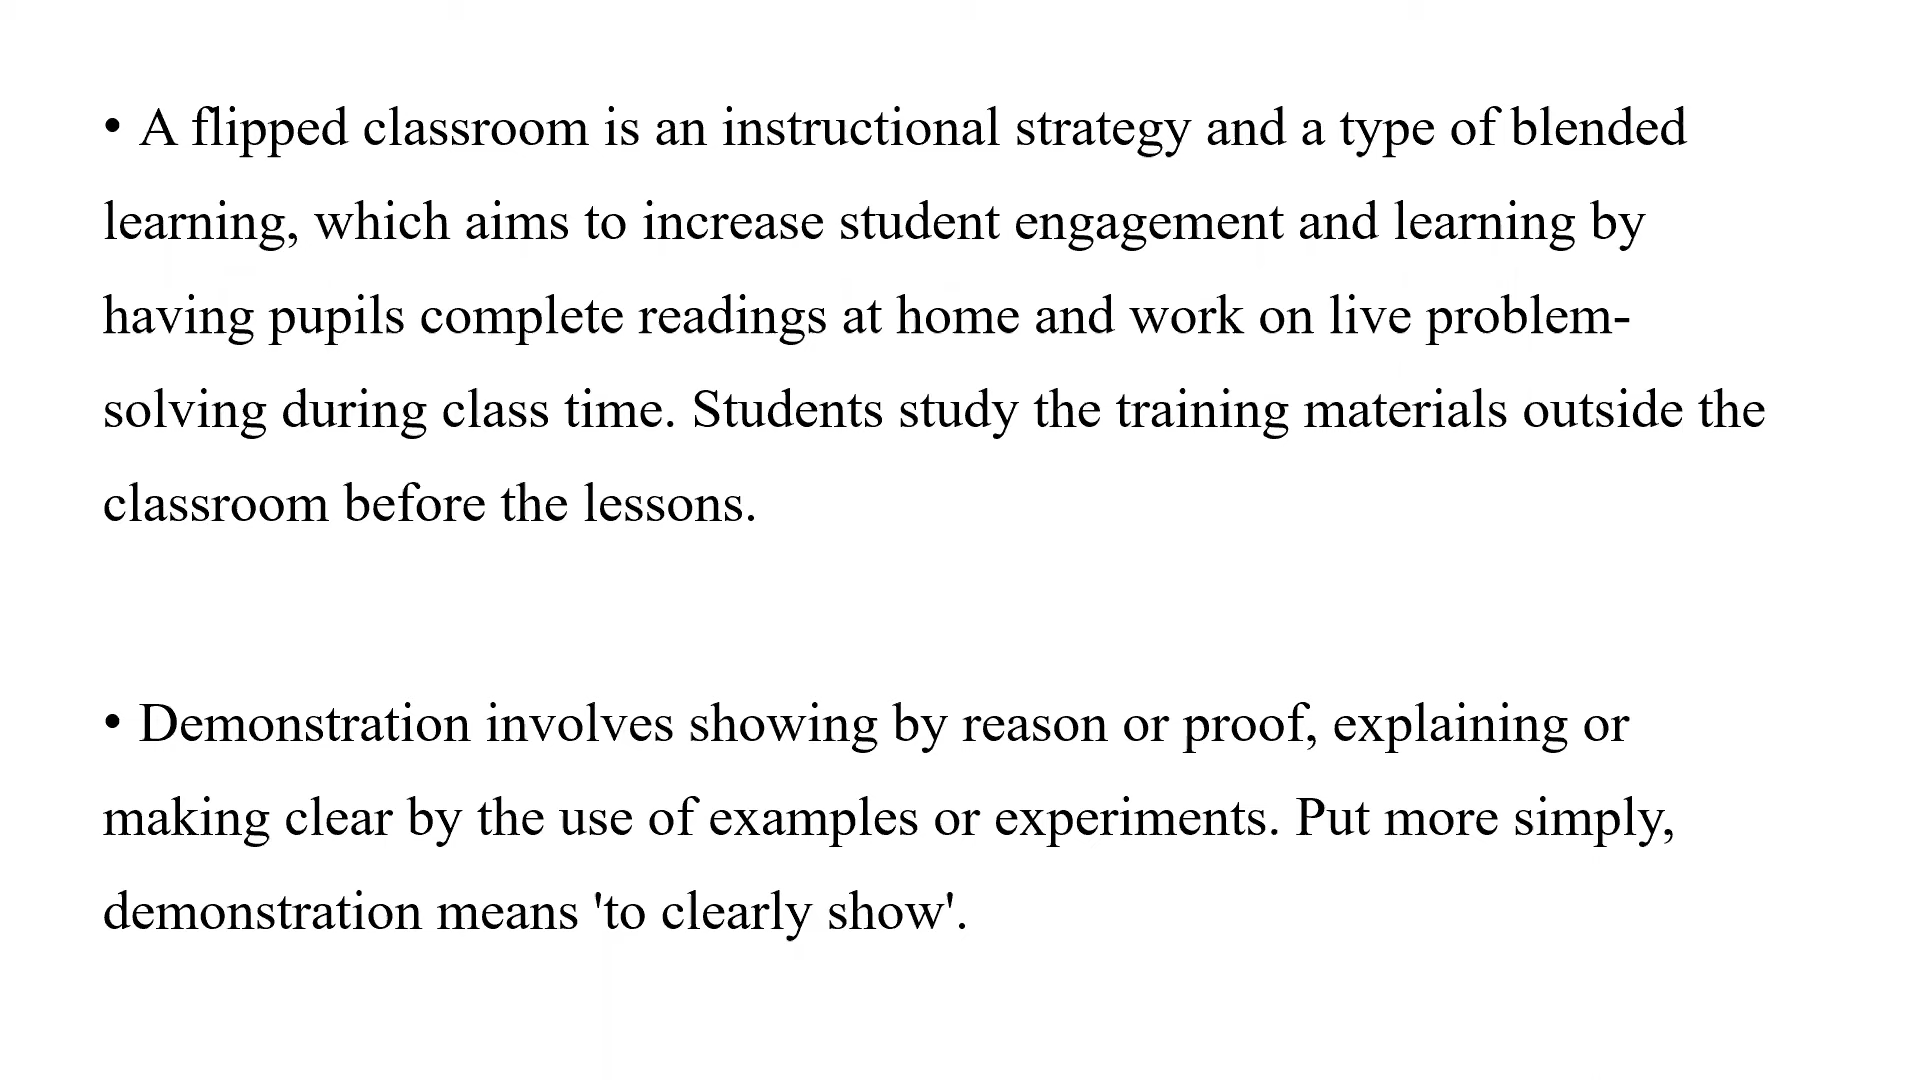 • A flipped classroom is an instructional strategy and a type of blended
learning, which aims to increase student engagement and learning by
having pupils complete readings at home and work on live problem-
solving during class time. Students study the training materials outside the
classroom before the lessons.
• Demonstration involves showing by reason or proof, explaining or
making clear by the use of examples or experiments. Put more simply,
demonstration means 'to clearly show'.